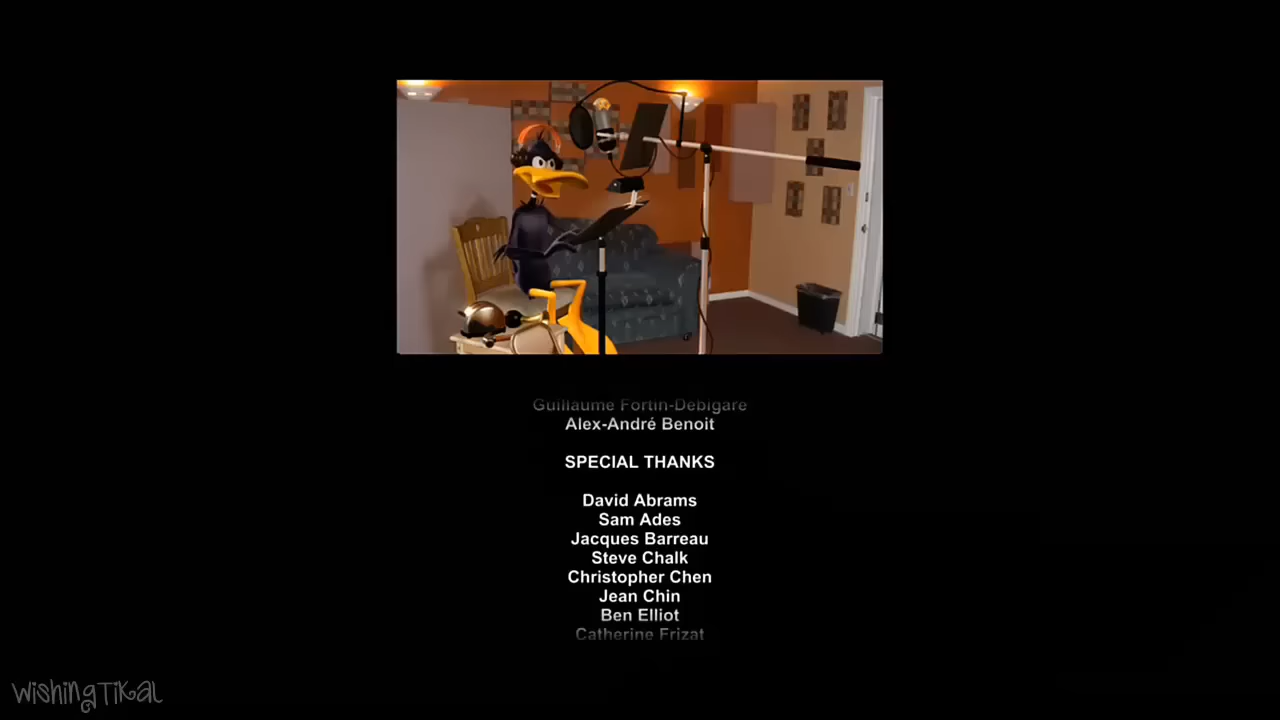 Guillaume Fortin-Debigare
Alex-André Benoit
SPECIAL THANKS
David Abrams
Sam Ades
Jacques Barreau
Steve Chalk
Christopher Chen
Jean Chin
Ben Elliot
Catherine Frizat
WishingTikal